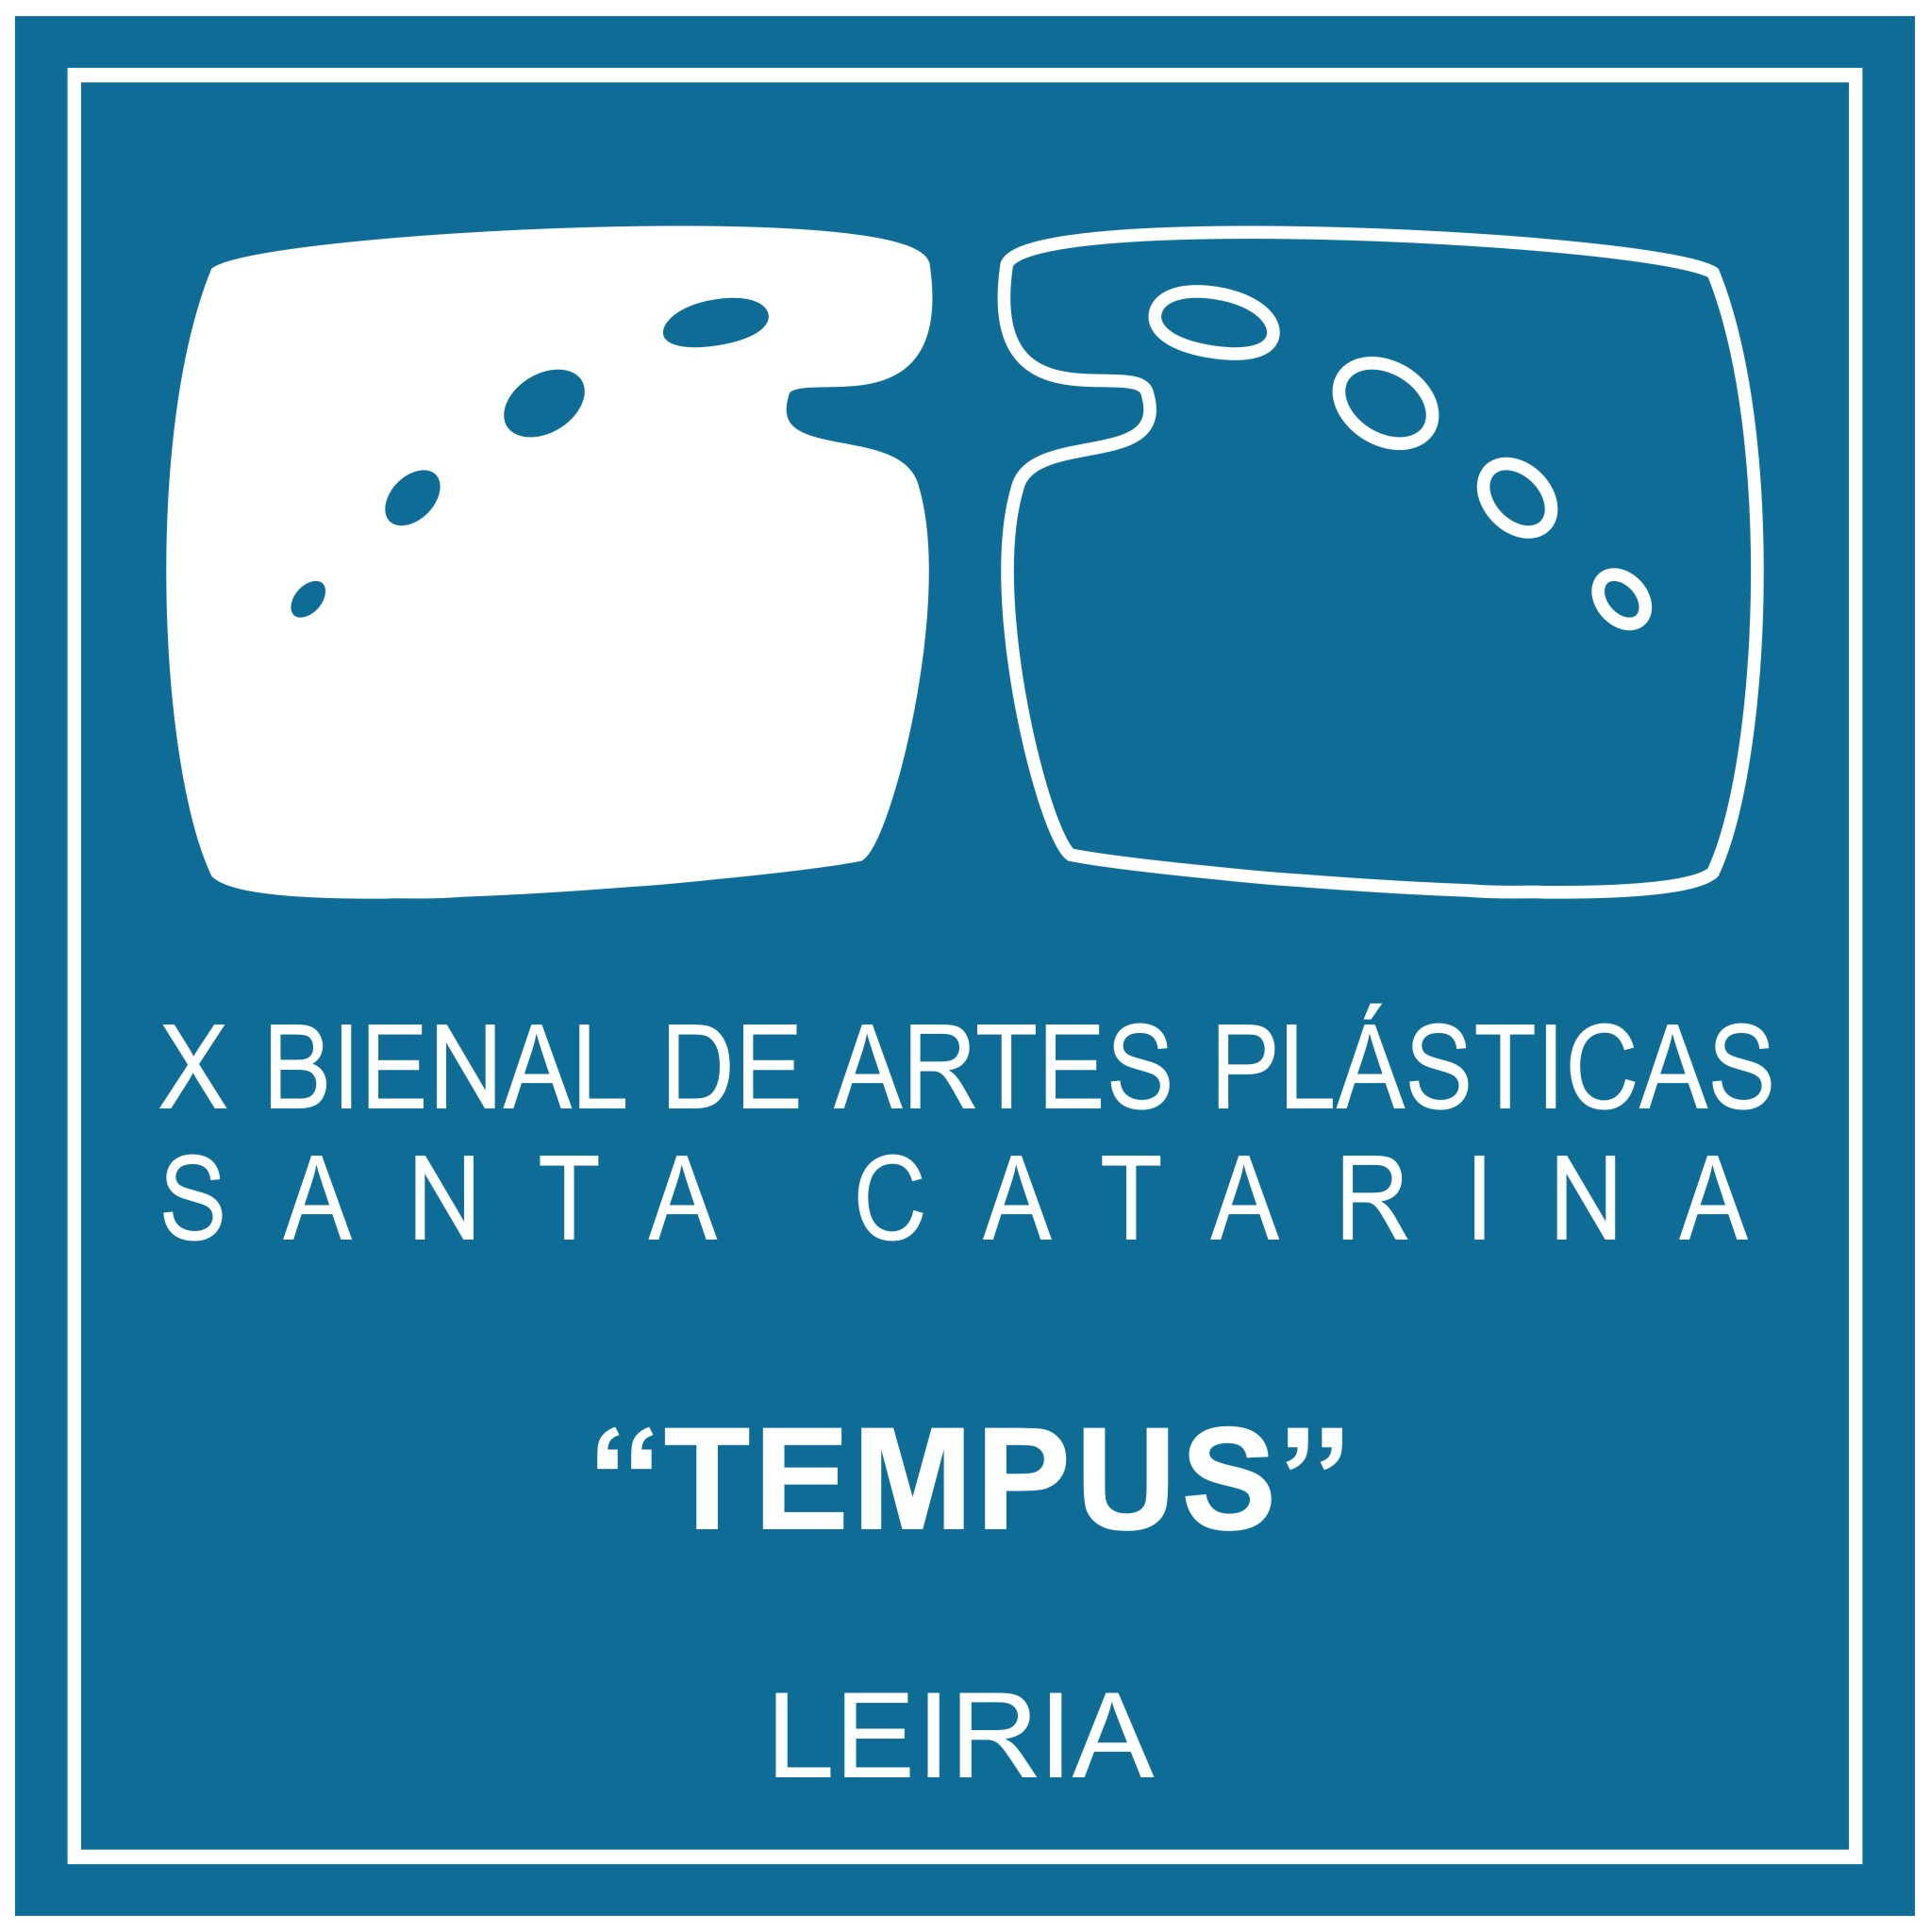 X BIENAL DE ARTES PLÁSTICAS
SANTA CATARINA
“TEMPUS”
LEIRIA